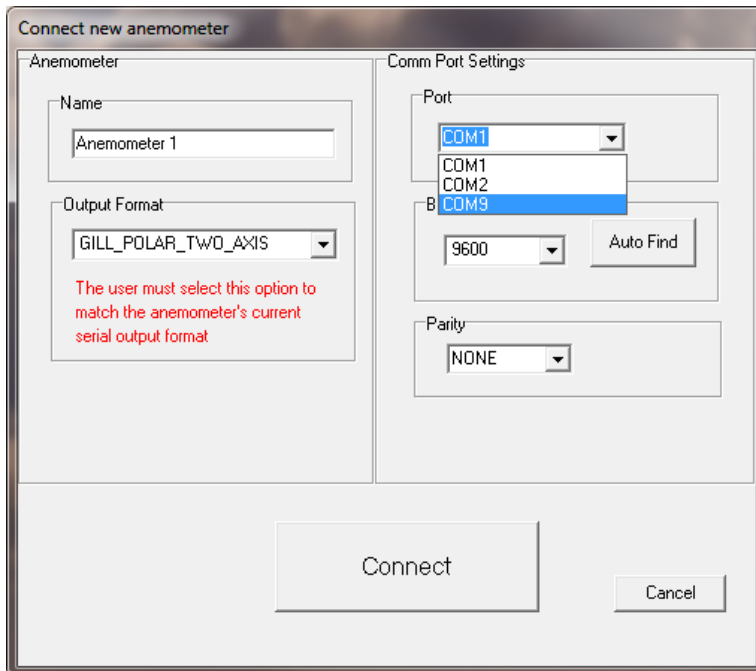 Connect new anemometer
Anemometer
Name
Anemometer 1
Output Format
GILL_POLAR_TWO_AXIS
The user must select this option to
match the anemometer's current
serial output format
Comm Port Settings
Port
COM1
COM1
COM2
COM9
B
9600
Auto Find
Parity
NONE
Connect
Cancel